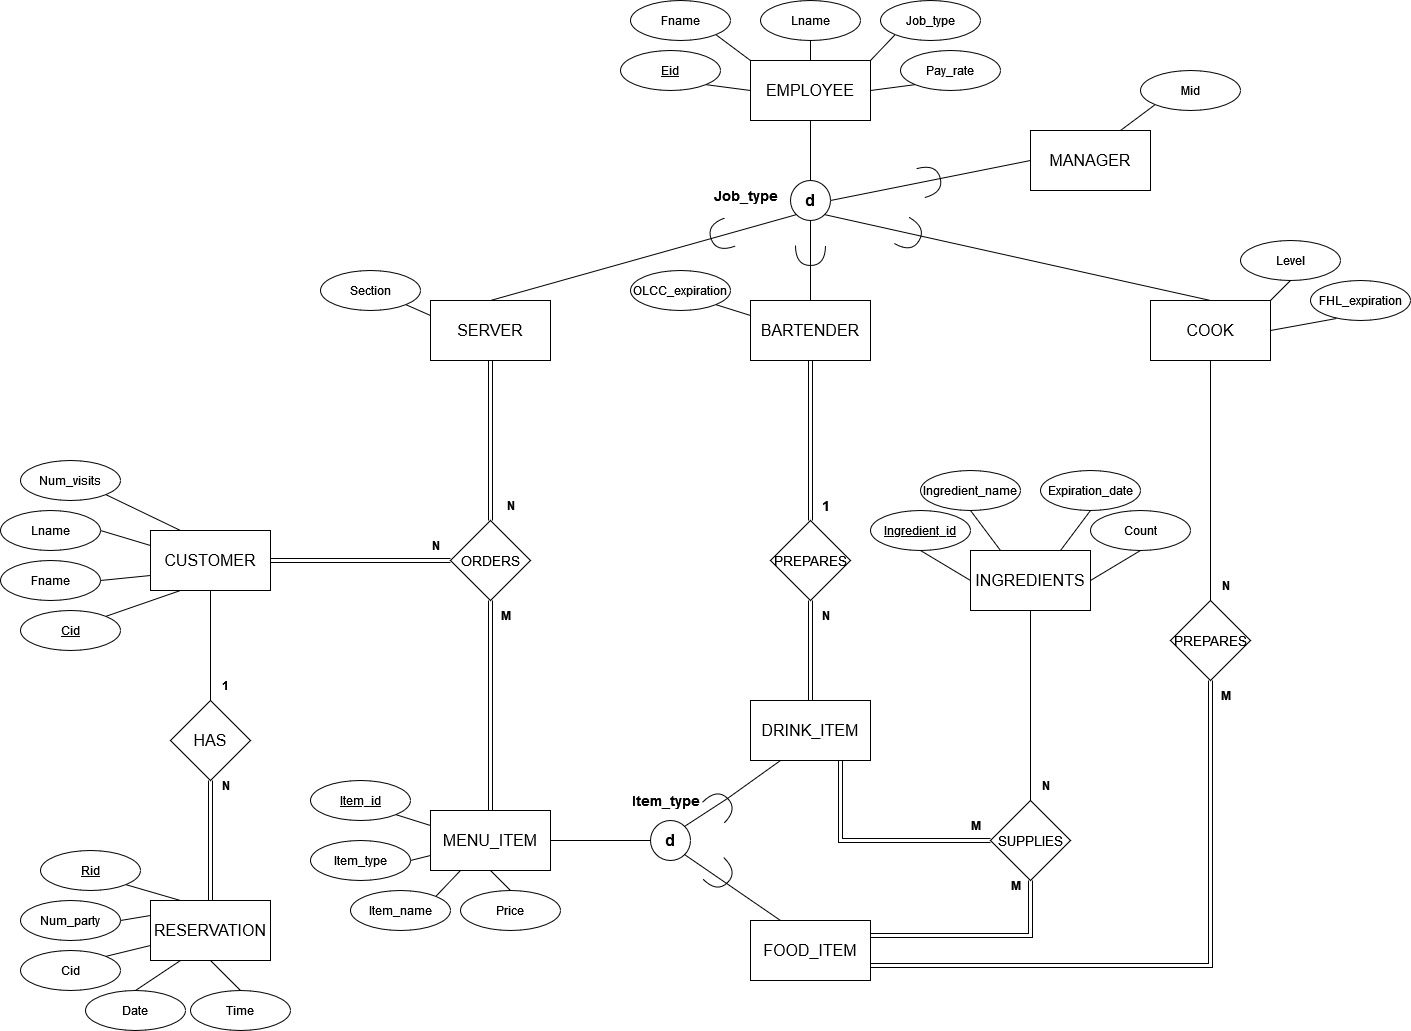 Fname
Lname
Job_type
Eid
EMPLOYEE
Pay_rate
Mid
MANAGER
Job_type
d
Section
OLCC_expiration
Level
FHL_expiration
SERVER
BARTENDER
COOK
Num_visits
Lname
Fname
Cid
CUSTOMER
N
N
ORDERS
M
1
PREPARES
N
Ingredient_name
Expiration_date
Ingredient_id
Count
INGREDIENTS
N
PREPARES
M
1
HAS
N
DRINK_ITEM
Item_id
Item_type
MENU_ITEM
Item_name
Price
Item_type
d
N
M
SUPPLIES
M
Rid
Num_party
Cid
RESERVATION
Date
Time
FOOD_ITEM